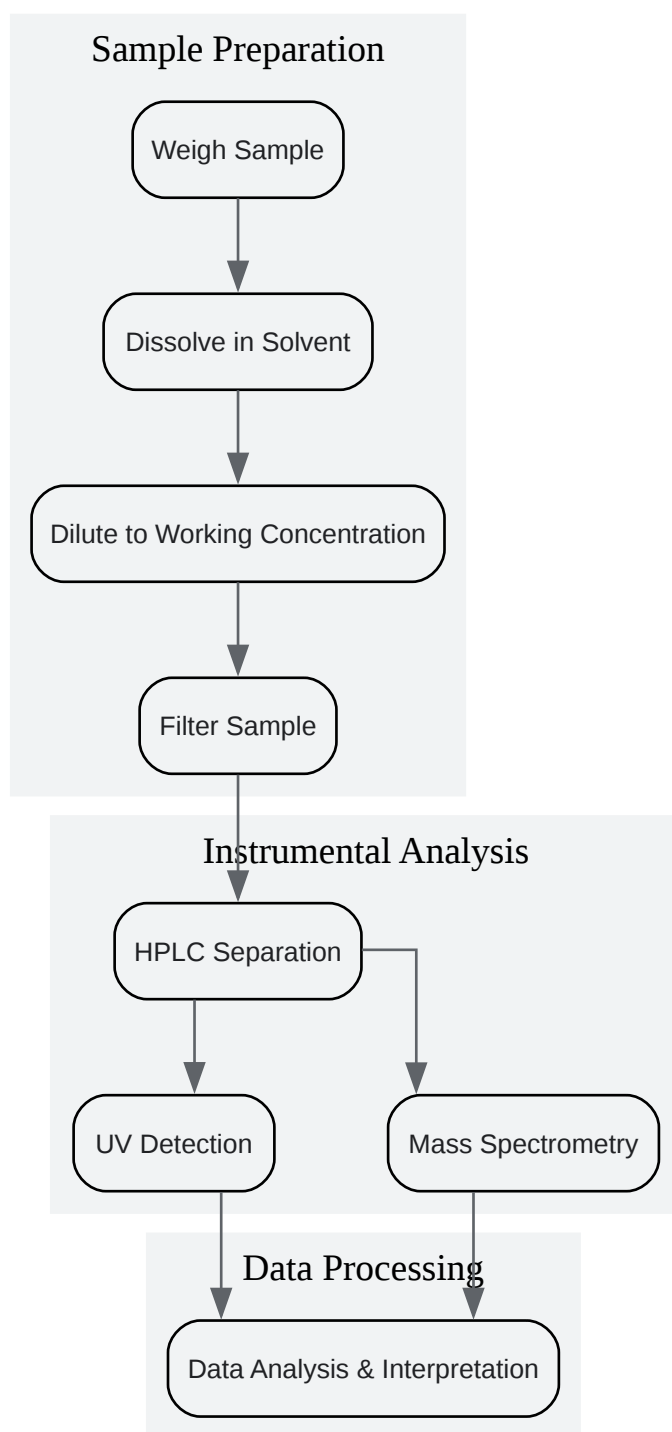 Sample Preparation
Weigh Sample
Dissolve in Solvent
Dilute to Working Concentration
Filter Sample
Instrumental Analysis
HPLC Separation
UV Detection
Mass Spectrometry
Data Processing
Data Analysis & Interpretation